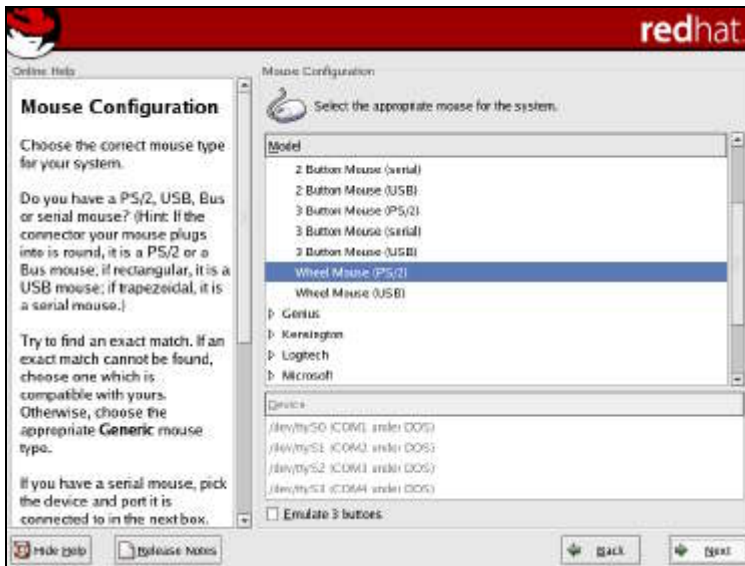 redhat.
Online Help
Mouse Configuration
Choose the correct mouse type
for your system.
Do you have a PS/2, USB, Bus
or serial mouse? (Hint: If the
connector your mouse plugs
into is round, it is a PS/2 or a
Bus mouse; if rectangular, it is a
USB mouse; if trapezoidal, it is
a serial mouse.)
Try to find an exact match. If an
exact match cannot be found,
choose one which is
compatible with yours.
Otherwise, choose the
appropriate Generic mouse
type.
If you have a serial mouse, pick
the device and port it is
connected to in the next box.
Mouse Configuration
Select the appropriate mouse for the system.
Model
2 Button Mouse (serial)
2 Button Mouse (USB)
3 Button Mouse (PS/2)
3 Button Mouse (serial)
3 Button Mouse (USB)
Wheel Mouse (PS/2)
Wheel Mouse (USB)
Genius
Kensington
Logitech
Microsoft
Device
/dev/ttyS0 (COM1 under DOS)
/dev/ttyS1 (COM2 under DOS)
/dev/ttyS2 (COM3 under DOS)
/dev/ttyS3 (COM4 under DOS)
Emulate 3 buttons
Hide Help
Release Notes
Back
Next